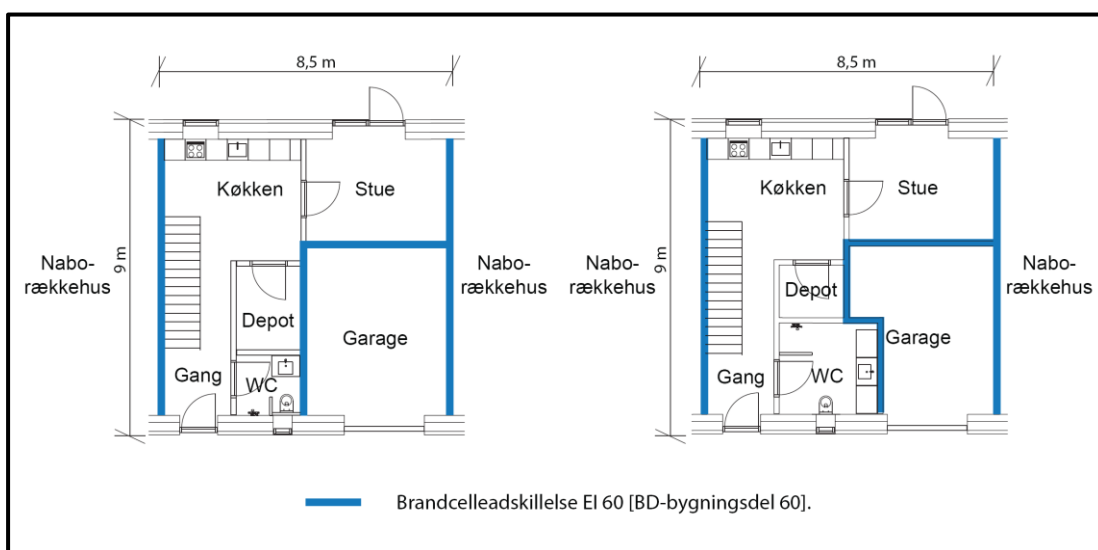 8,5 m
9 m
Køkken
Stue
Nabo-
rækkehus
Nabo-
rækkehus
Depot
Garage
Gang
WC
8,5 m
9 m
Køkken
Stue
Nabo-
rækkehus
Nabo-
rækkehus
Depot
Garage
Gang
WC
Brandcelleadskillelse EI 60 [BD-bygningsdel 60].